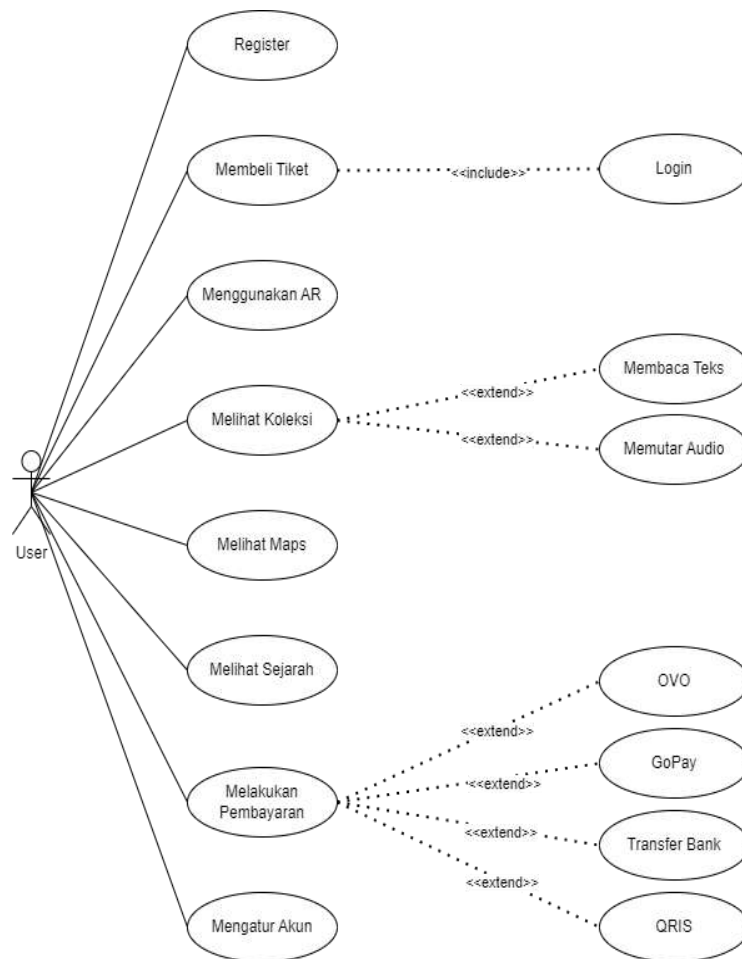 Register
Membeli Tiket
<<include>>
Login
Menggunakan AR
Membaca Teks
<<extend>>
Melihat Koleksi
<<extend>>
Memutar Audio
User
Melihat Maps
Melihat Sejarah
OVO
<<extend>>
GoPay
<<extend>>
Melakukan
Pembayaran
<<extend>>
Transfer Bank
<<extend>>
Mengatur Akun
QRIS